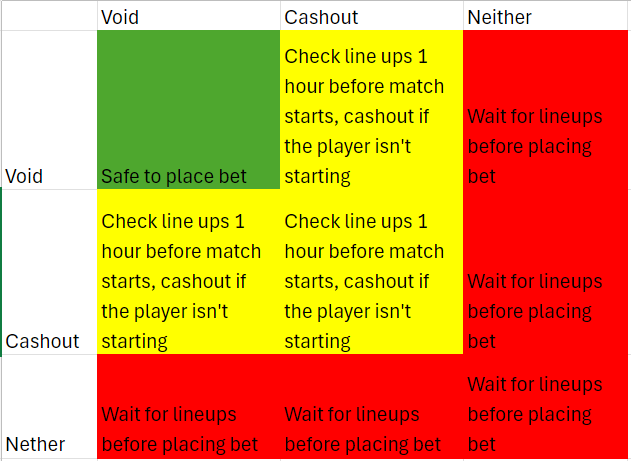 Void
Cashout
Neither
Void
Safe to place bet
Check line ups 1
hour before match
starts, cashout if
the player isn't
starting
Wait for lineups
before placing
bet
Cashout
Check line ups 1
hour before match
starts, cashout if
the player isn't
starting
Check line ups 1
hour before match
starts, cashout if
the player isn't
starting
Wait for lineups
before placing
bet
Nether
Wait for lineups
before placing bet
Wait for lineups
before placing bet
Wait for lineups
before placing
bet